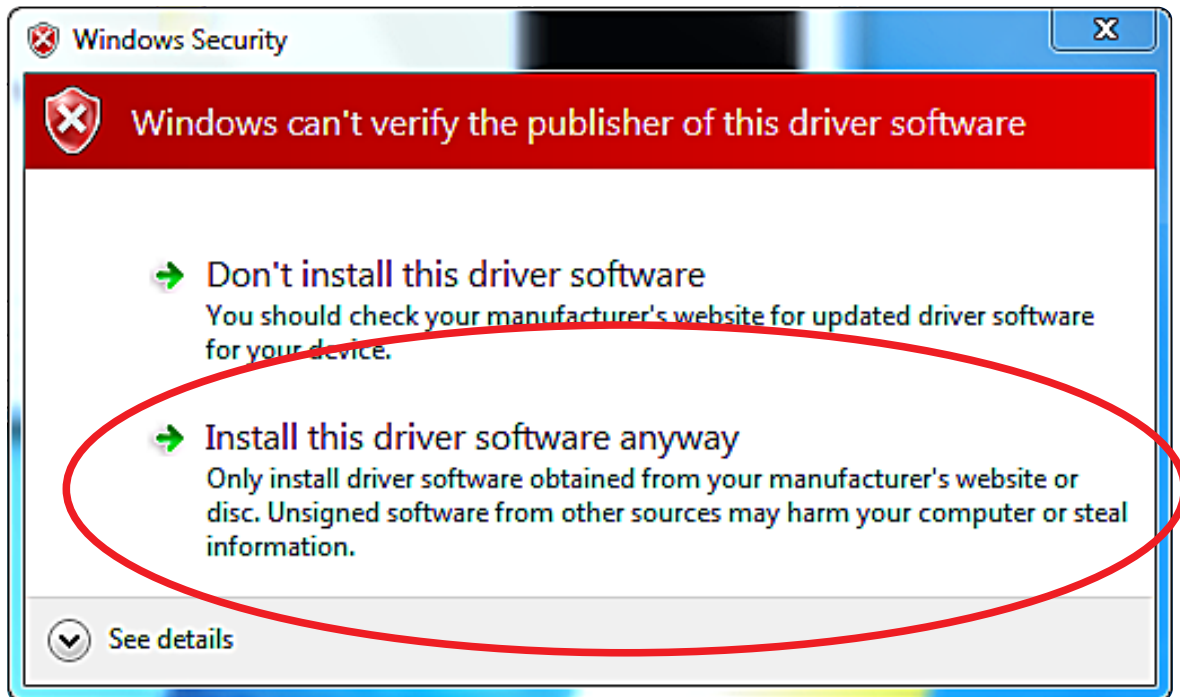 Windows Security
X
Windows can't verify the publisher of this driver software
Don't install this driver software
You should check your manufacturer's website for updated driver software
for your device.
Install this driver software anyway
Only install driver software obtained from your manufacturer's website or
disc. Unsigned software from other sources may harm your computer or steal
information.
See details